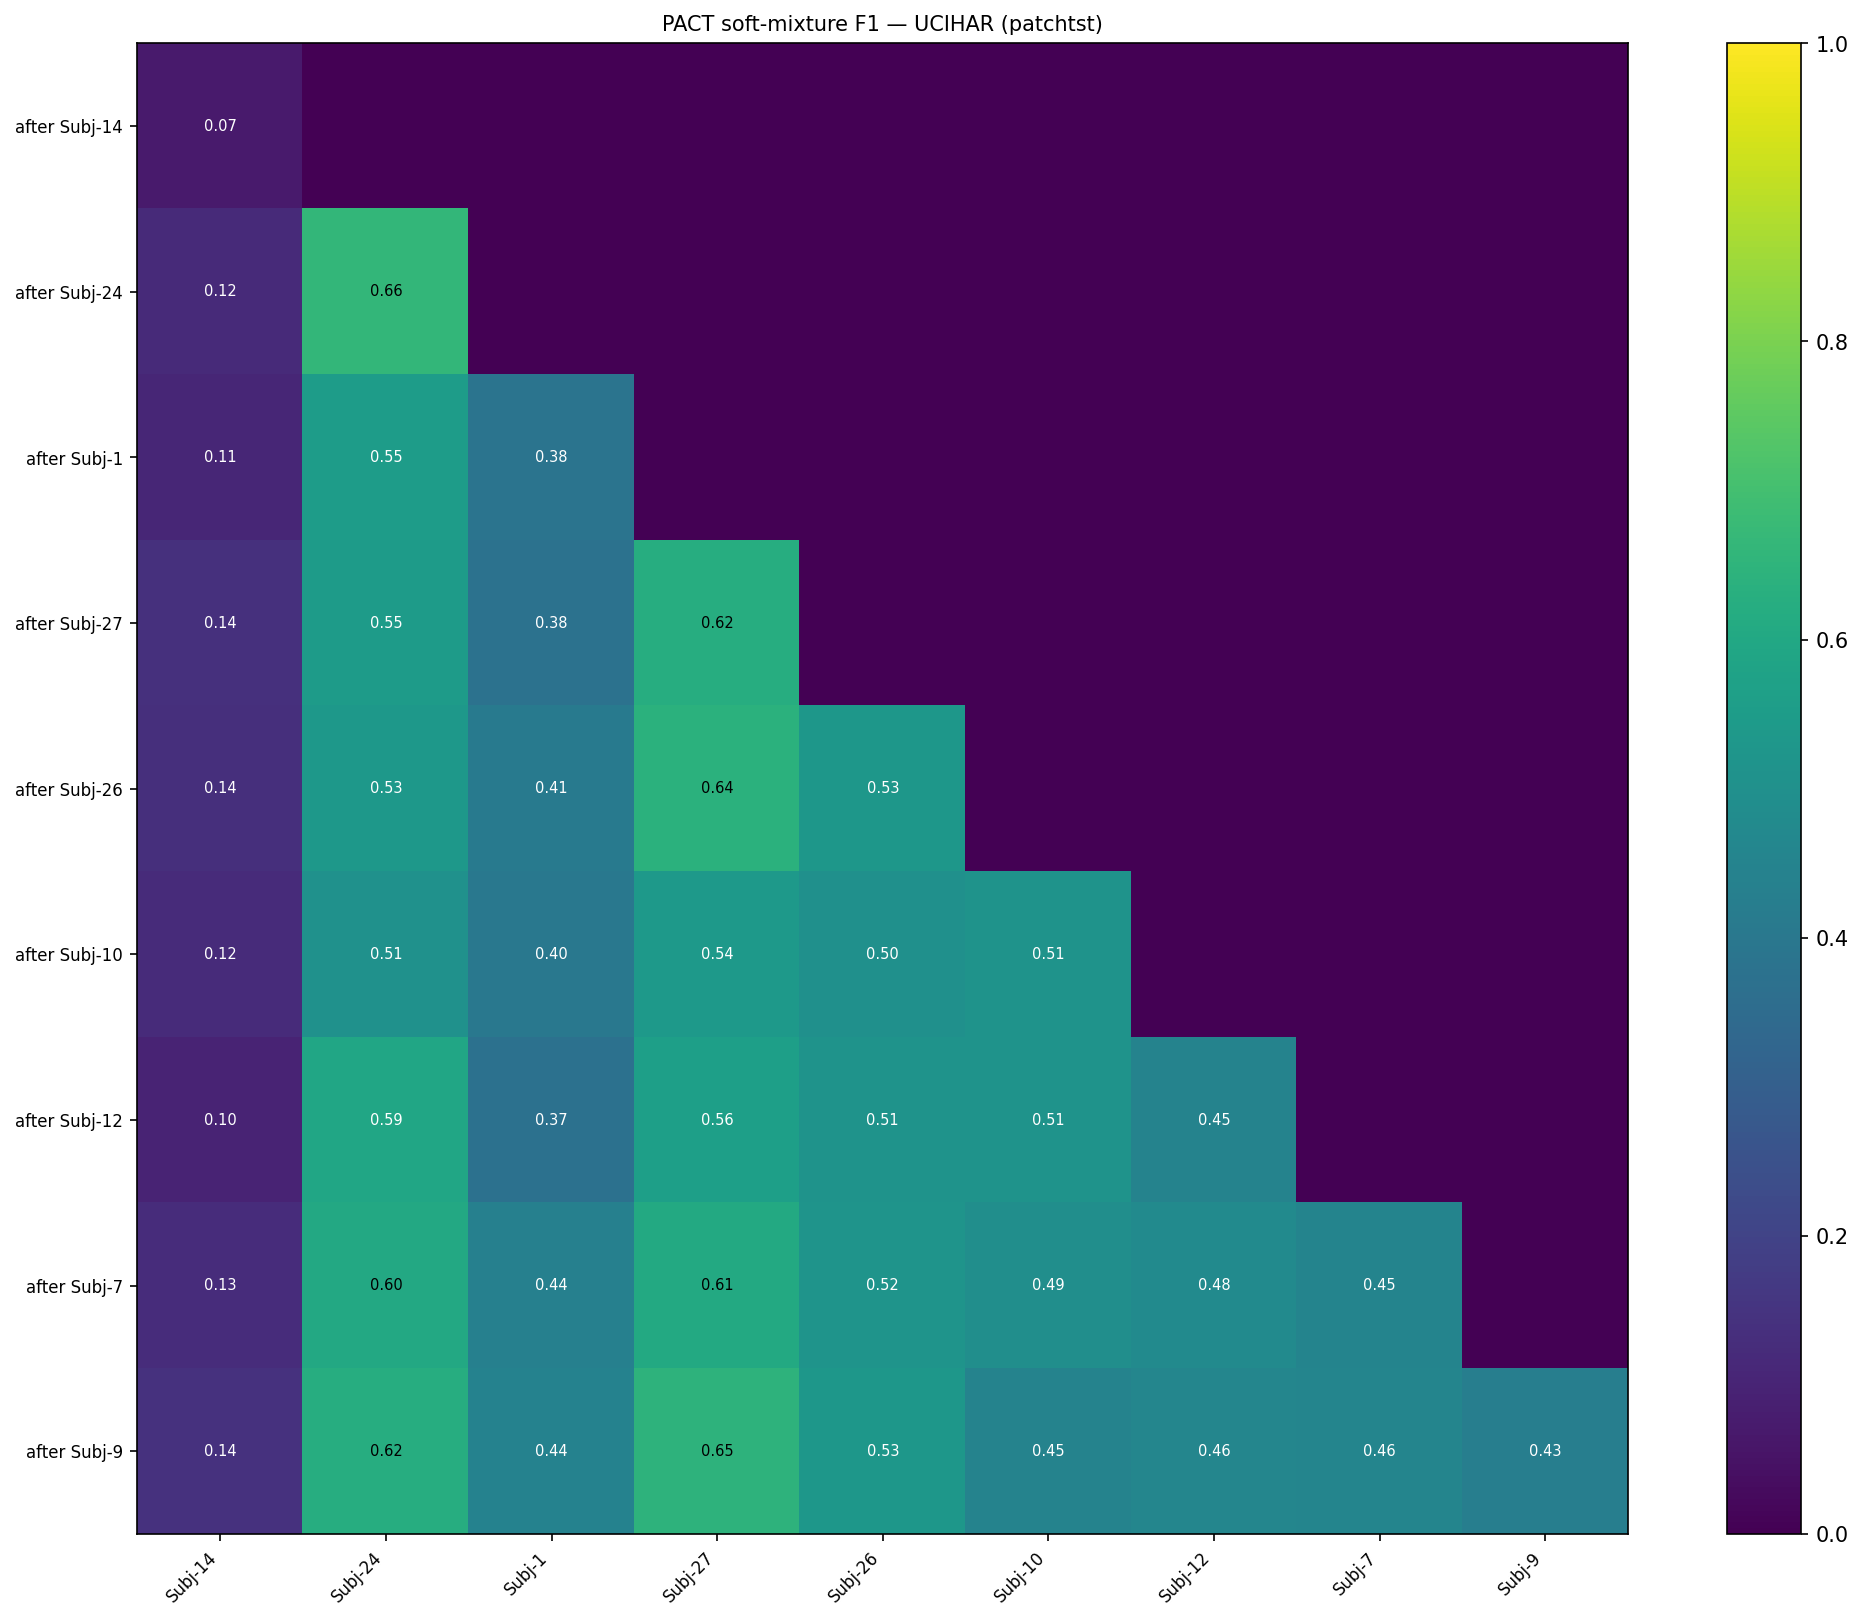 PACT soft-mixture F1 — UCIHAR (patchtst)
1.0
after Subj-14 0.07
after Subj-24 0.12 0.66
0.8
after Subj-1 0.11 0.55 0.38
after Subj-27 0.14 0.55 0.38 0.62
0.6
after Subj-26 0.14 0.53 0.41 0.64 0.53
0.4
after Subj-10 0.12 0.51 0.40 0.54 0.50 0.51
after Subj-12 0.10 0.59 0.37 0.56 0.51 0.51 0.45
0.2
after Subj-7 0.13 0.60 0.44 0.61 0.52 0.49 0.48 0.45
after Subj-9 0.14 0.62 0.44 0.65 0.53 0.45 0.46 0.46 0.43
0.0
Subj-14 Subj-24 Subj-1 Subj-27 Subj-26 Subj-10 Subj-12 Subj-7 Subj-9